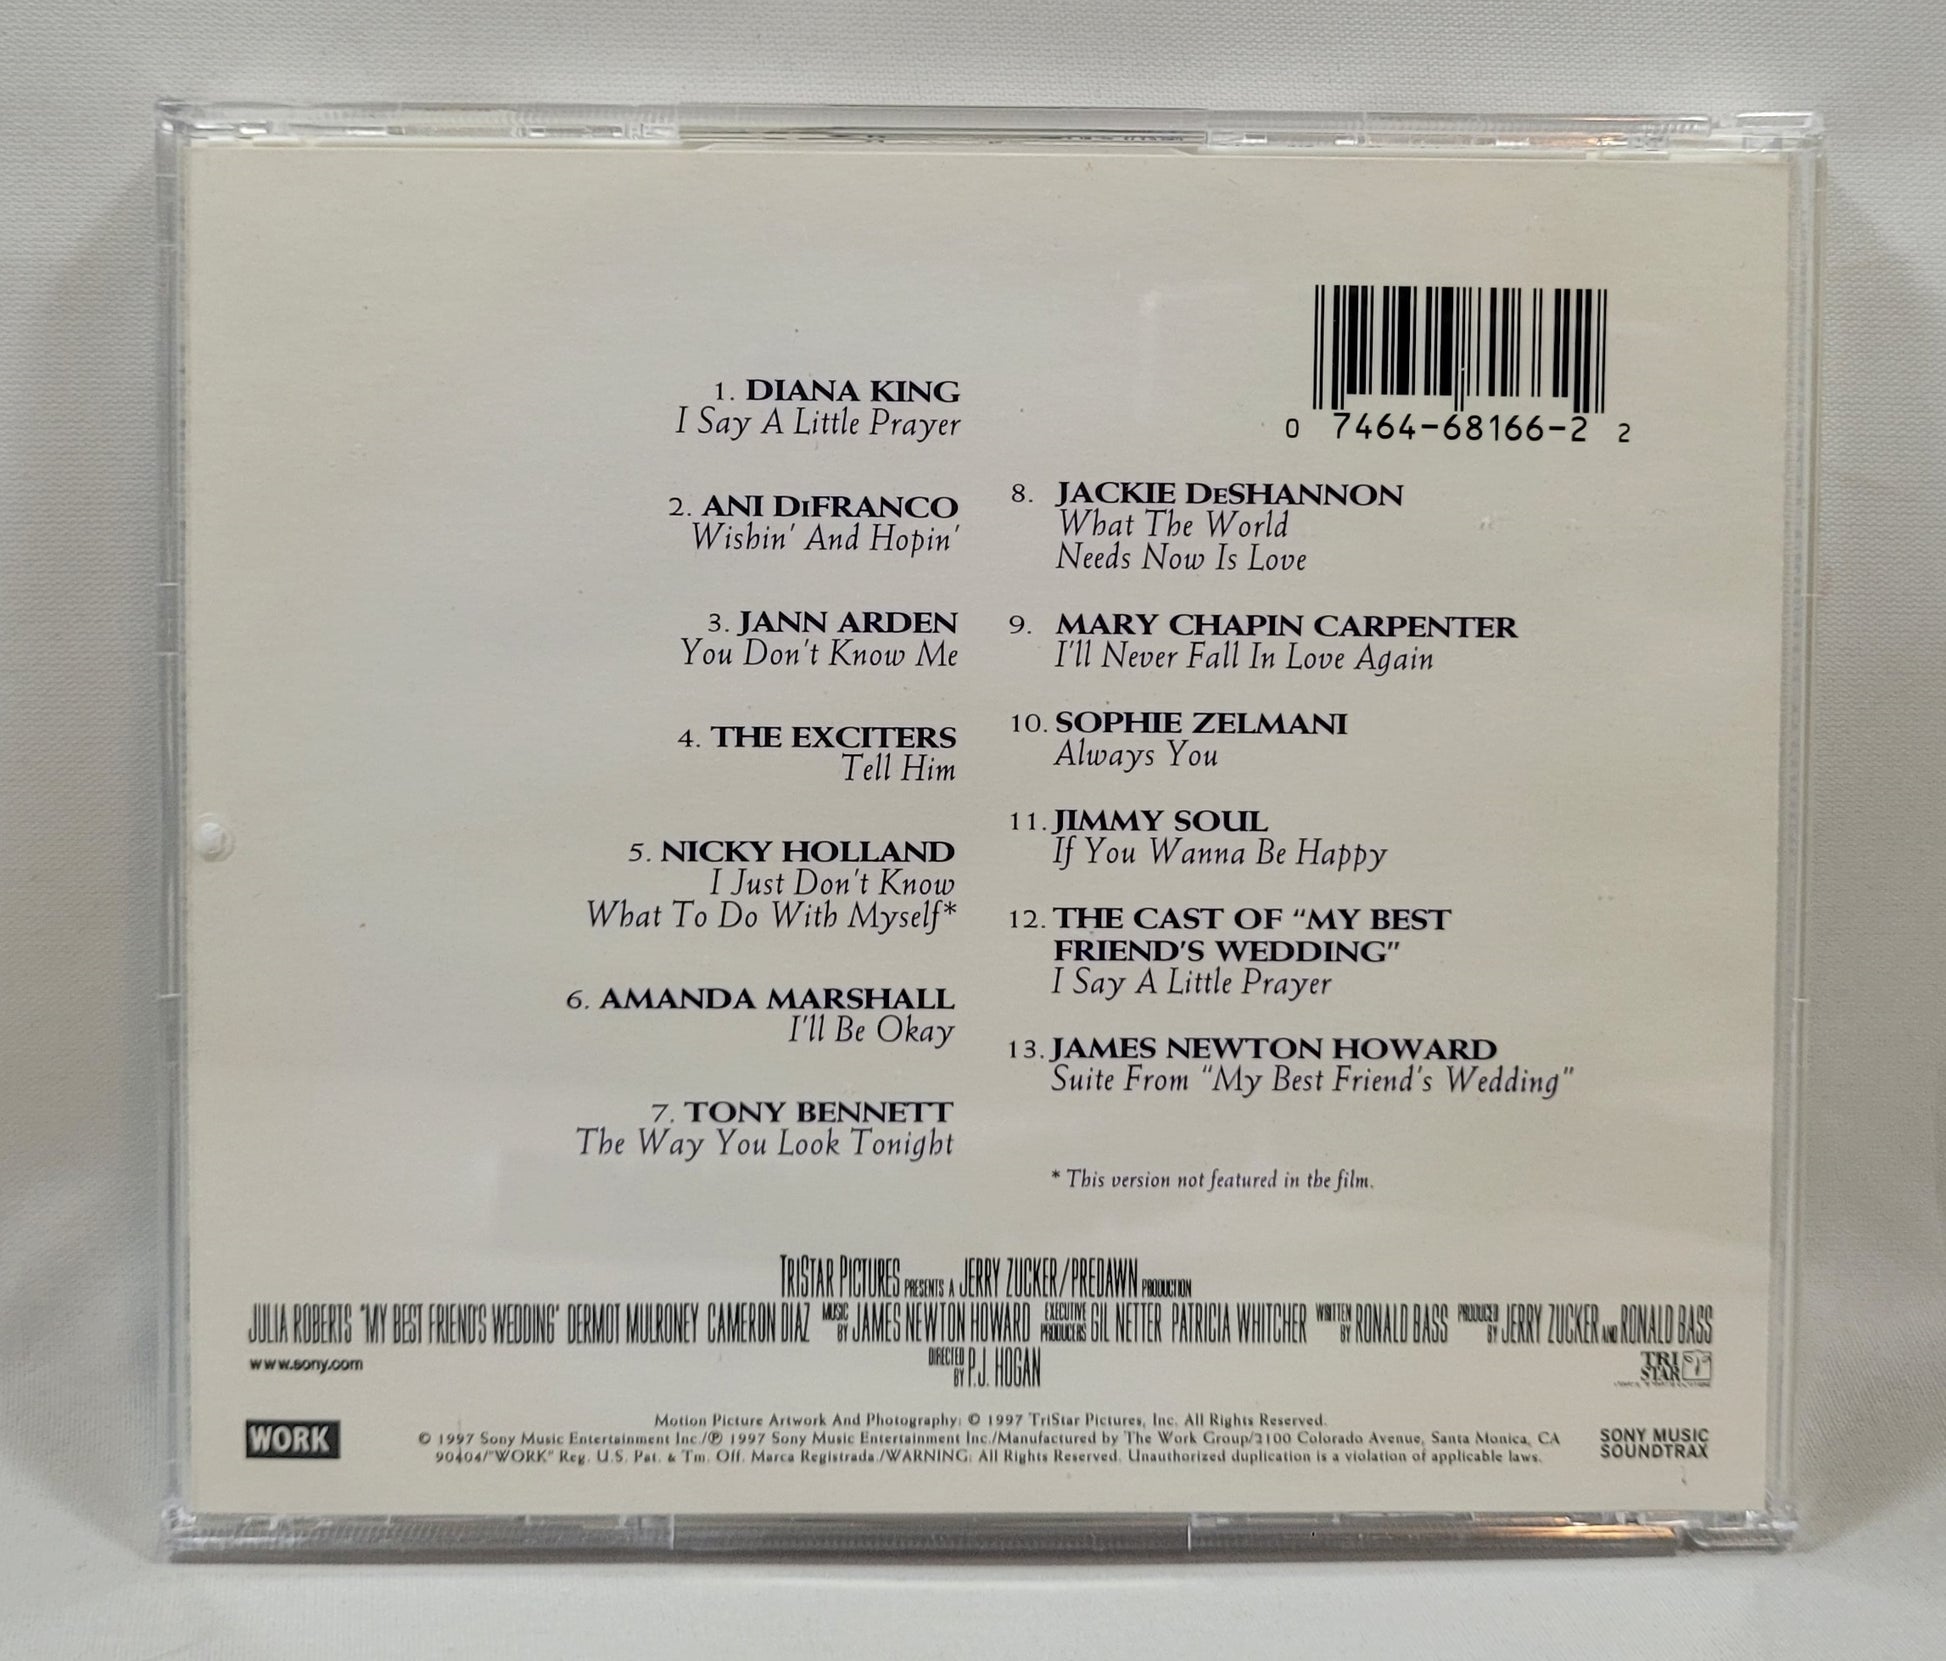 1. DIANA KING
I Say A Little Prayer
2. ANI DiFRANCO
Wishin' And Hopin'
3. JANN ARDEN
You Don't Know Me
4. THE EXCITERS
Tell Him
5. NICKY HOLLAND
I Just Don't Know
What To Do With Myself*
6. AMANDA MARSHALL
I'll Be Okay
7. TONY BENNETT
The Way You Look Tonight
0 7464-68166-2 2
8. JACKIE DeSHANNON
What The World
Needs Now Is Love
9. MARY CHAPIN CARPENTER
I'll Never Fall In Love Again
10. SOPHIE ZELMANI
Always You
11. JIMMY SOUL
If You Wanna Be Happy
12. THE CAST OF "MY BEST
FRIEND'S WEDDING"
I Say A Little Prayer
13. JAMES NEWTON HOWARD
Suite From "My Best Friend's Wedding"
* This version not featured in the film.
TRISTAR PICTURES PRESENTS A JERRY ZUCKER/PREDAWN PRODUCTION
JULIA ROBERTS "MY BEST FRIEND'S WEDDING" DERMOT MULRONEY CAMERON DIAZ MUSIC BY JAMES NEWTON HOWARD EXECUTIVE PRODUCERS GIL NETTER PATRICIA WHITCHER WRITTEN BY RONALD BASS PRODUCED BY JERRY ZUCKER AND RONALD BASS
DIRECTED BY P.J. HOGAN
www.sony.com
TRI
STAR
WORK
Motion Picture Artwork And Photography: © 1997 TriStar Pictures, Inc. All Rights Reserved.
© 1997 Sony Music Entertainment Inc./℗ 1997 Sony Music Entertainment Inc./Manufactured by The Work Group/2100 Colorado Avenue, Santa Monica, CA
90404/"WORK" Reg. U.S. Pat. & Tm. Off. Marca Registrada./WARNING: All Rights Reserved. Unauthorized duplication is a violation of applicable laws.
SONY MUSIC
SOUNDTRAX